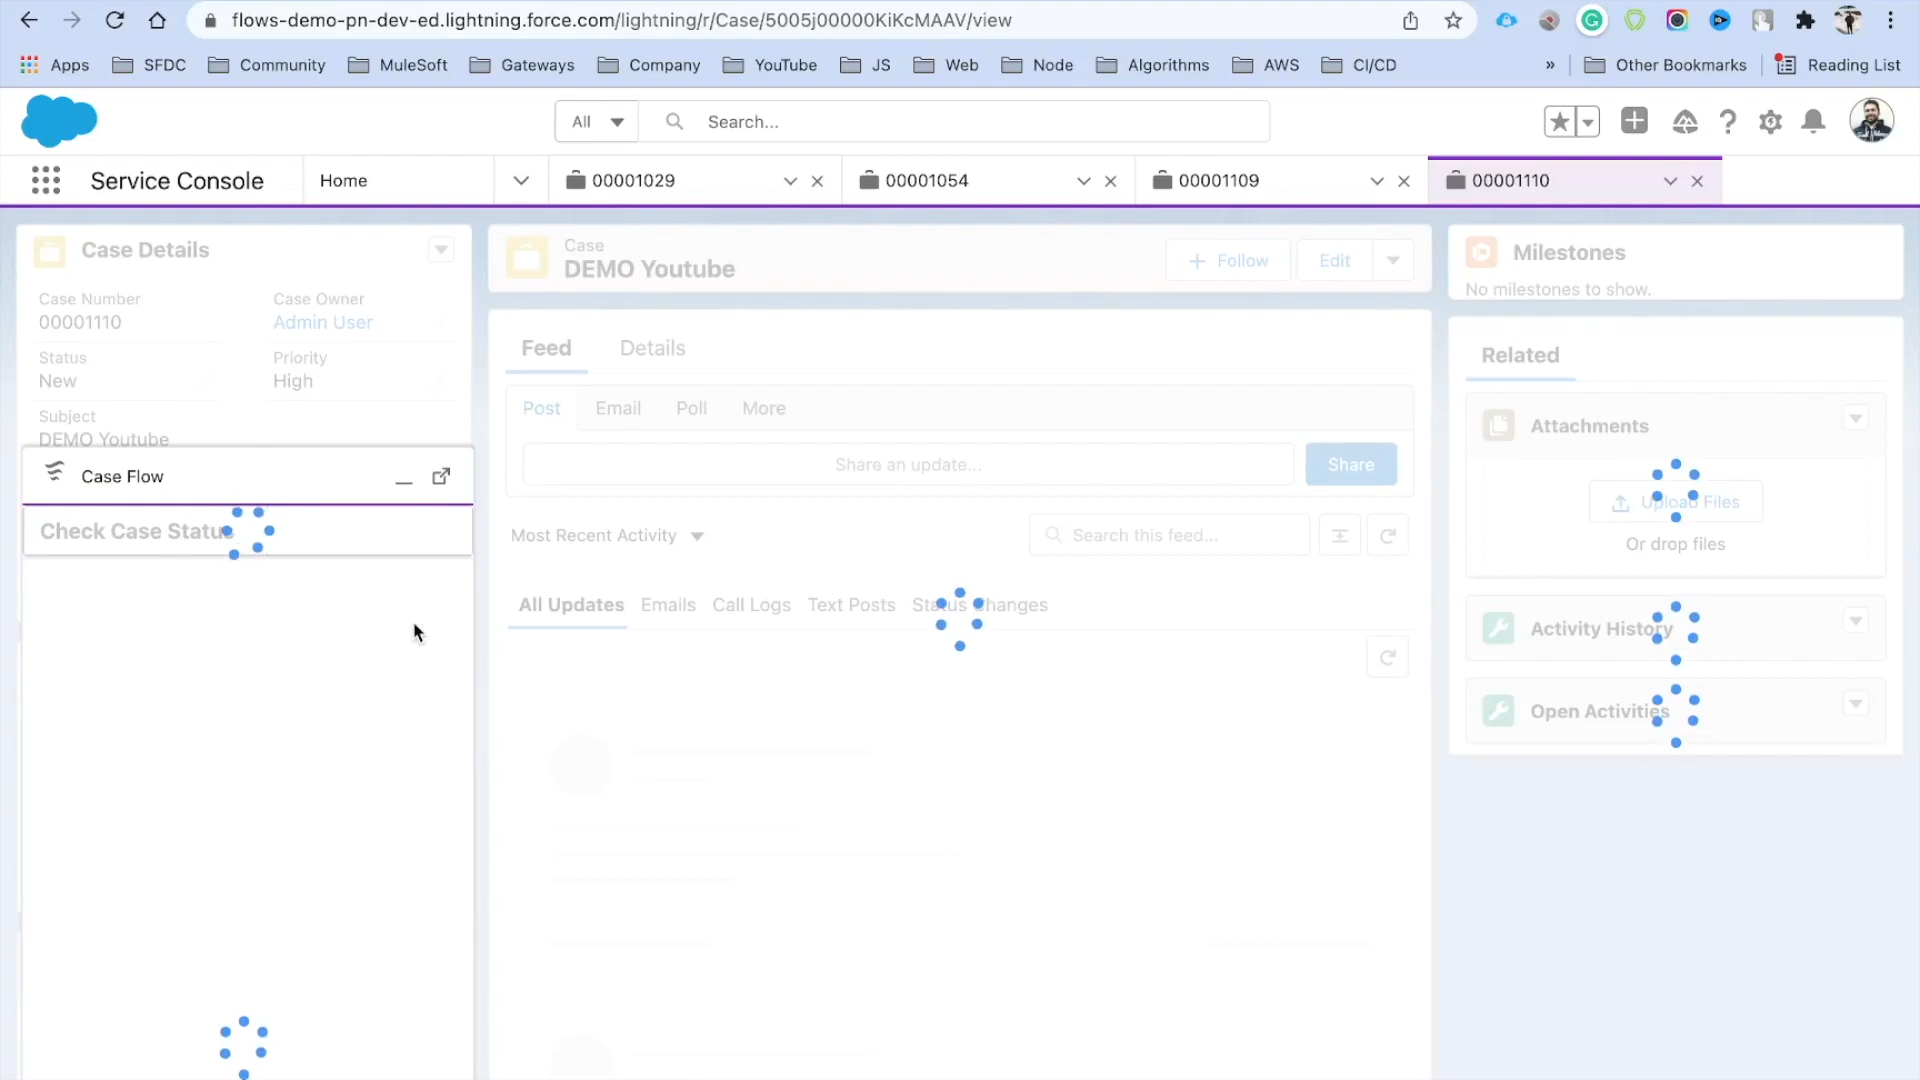 flows-demo-pn-dev-ed.lightning.force.com/lightning/r/Case/5005j00000KiKcMAAV/view
Apps SFDC Community MuleSoft Gateways Company YouTube JS Web Node Algorithms AWS CI/CD » Other Bookmarks Reading List
All Search...
Service Console Home 00001029 00001054 00001109 00001110
Case Details
Case Number Case Owner
00001110 Admin User
Status Priority
New High
Subject
DEMO Youtube
Case Flow
Check Case Status
Case
DEMO Youtube
Follow Edit
Feed Details
Post Email Poll More
Share an update... Share
Most Recent Activity Search this feed...
All Updates Emails Call Logs Text Posts Status Changes
Milestones
No milestones to show.
Related
Attachments
Upload Files
Or drop files
Activity History
Open Activities